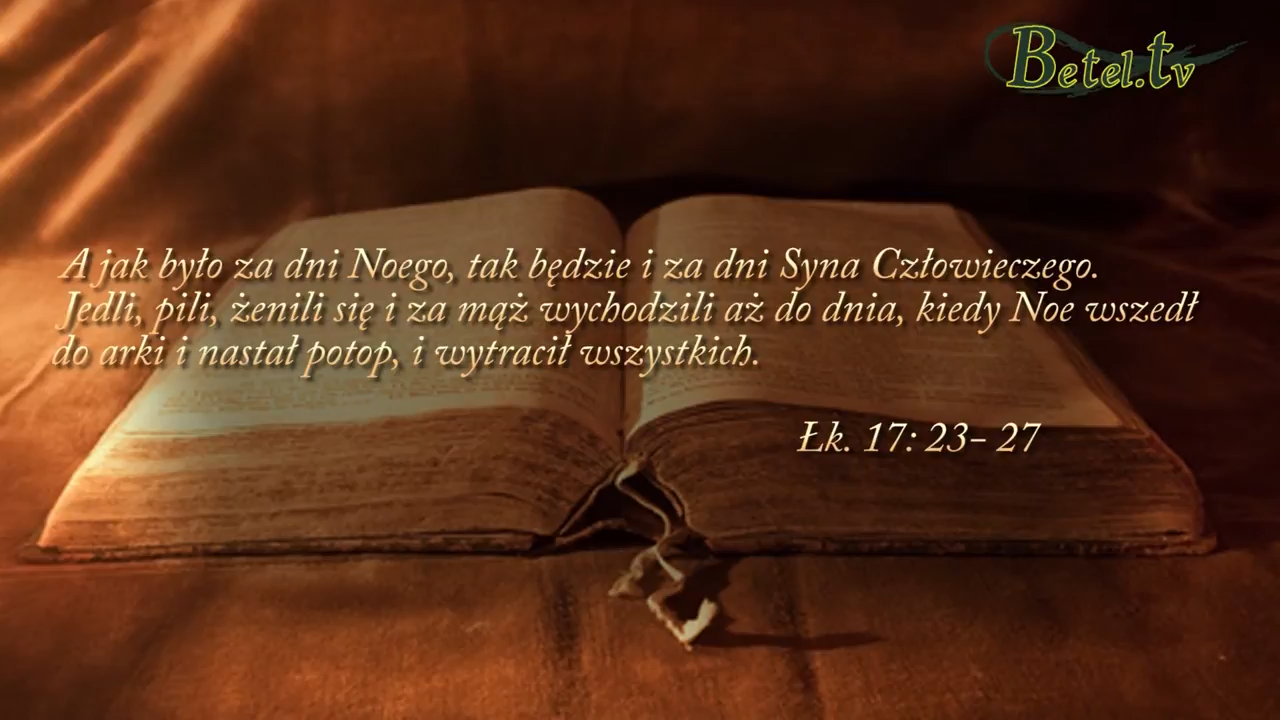 Betel.tv
A jak było za dni Noego, tak będzie i za dni Syna Człowieczego.
Jedli, pili, żenili się i za mąż wychodzili aż do dnia, kiedy Noe wszedł
do arki i nastał potop, i wytracił wszystkich.
Łk. 17: 23- 27